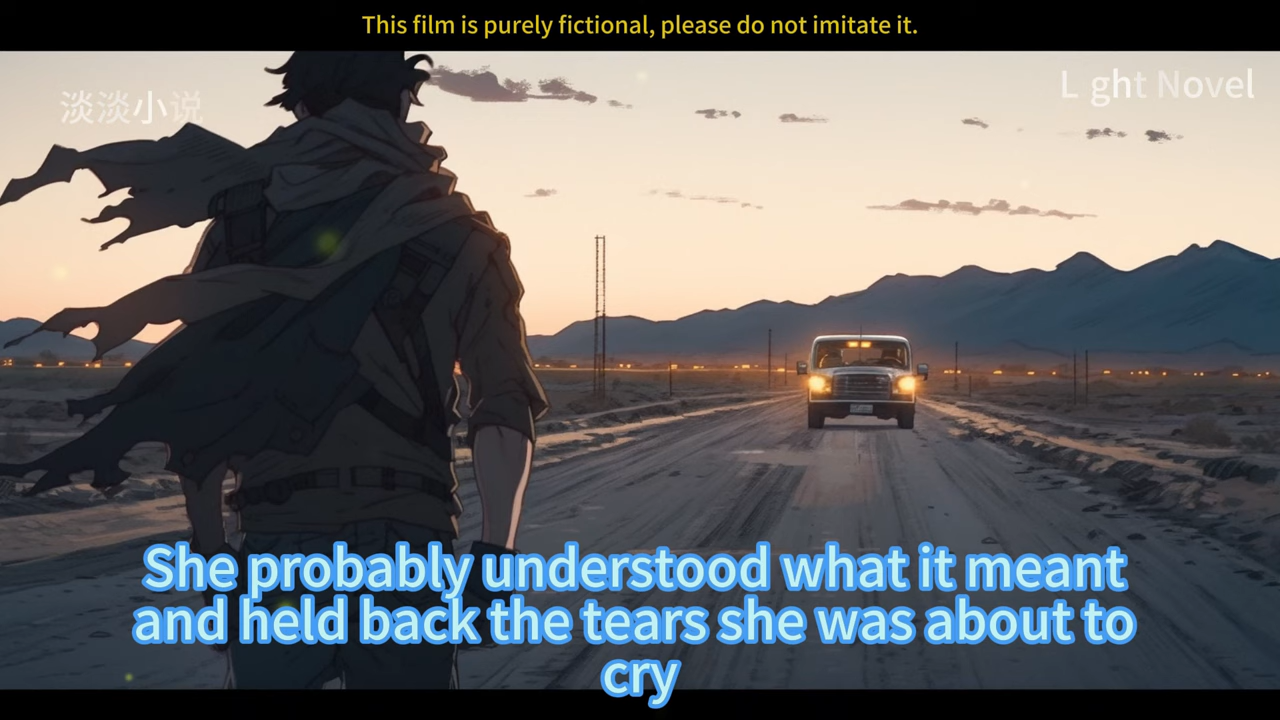 This film is purely fictional, please do not imitate it.
淡淡小说
L ght Novel
She probably understood what it meant
and held back the tears she was about to
cry